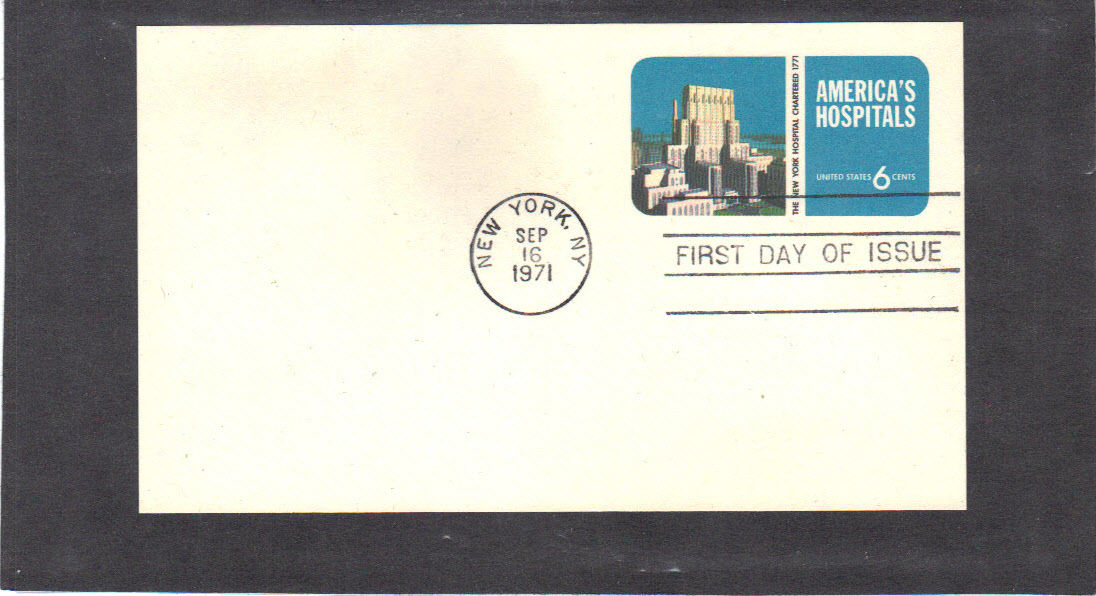 THE NEW YORK HOSPITAL CHARTERED 1771
AMERICA'S
HOSPITALS
UNITED STATES 6 CENTS
NEW YORK, NY
SEP
16
1971
FIRST DAY OF ISSUE